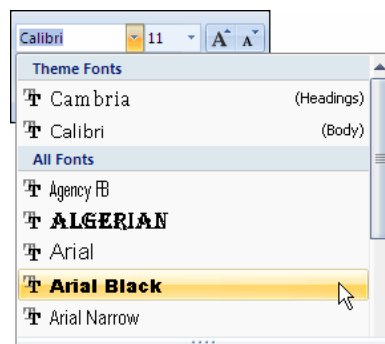 Calibri 11 A A
Theme Fonts
Cambria (Headings)
Calibri (Body)
All Fonts
Agency FB
ALGERIAN
Arial
Arial Black
Arial Narrow